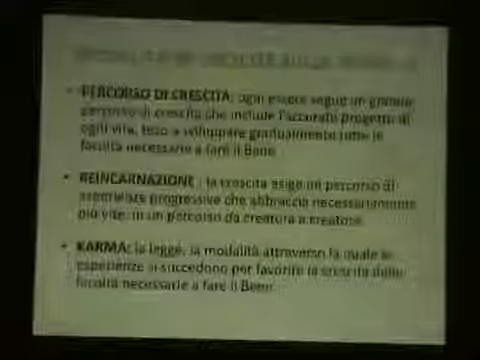 PERCORSO DI CRESCITA: ogni essere segue un grande
percorso di crescita che include l'accurato progetto di
ogni vita, teso a sviluppare gradualmente tutte le
facoltà necessarie a fare il Bene
REINCARNAZIONE : la crescita esige un percorso di
esperienze progressive che abbraccia necessariamente
più vite, in un percorso da creatura a creatore
KARMA: la legge, la modalità attraverso la quale le
esperienze si succedono per favorire la crescita delle
facoltà necessarie a fare il Bene